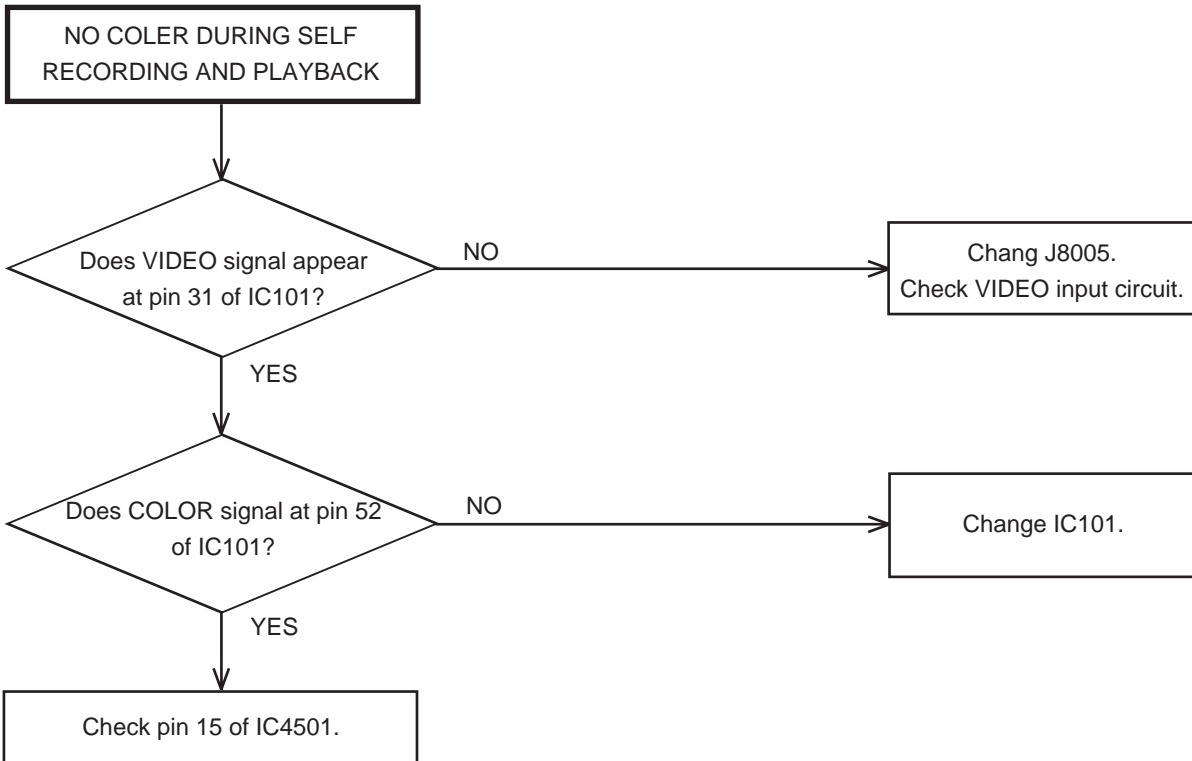 NO COLER DURING SELF
RECORDING AND PLAYBACK
Does VIDEO signal appear
at pin 31 of IC101?
NO
Chang J8005.
Check VIDEO input circuit.
YES
Does COLOR signal at pin 52
of IC101?
NO
Change IC101.
YES
Check pin 15 of IC4501.